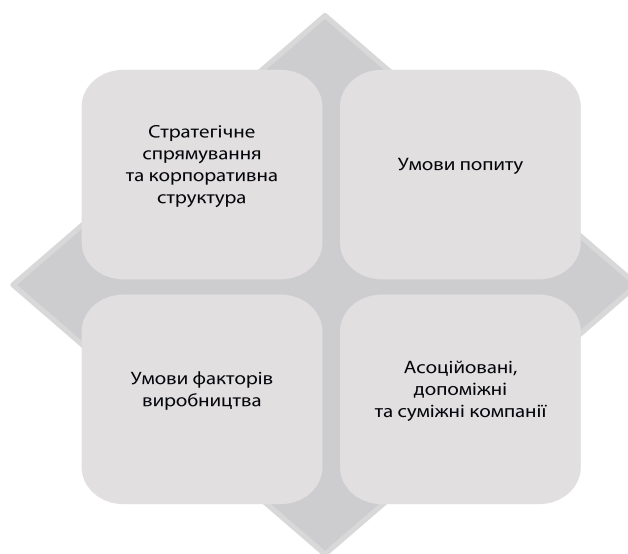 Стратегічне
спрямування
та корпоративна
структура
Умови попиту
Умови факторів
виробництва
Асоційовані,
допоміжні
та суміжні компанії